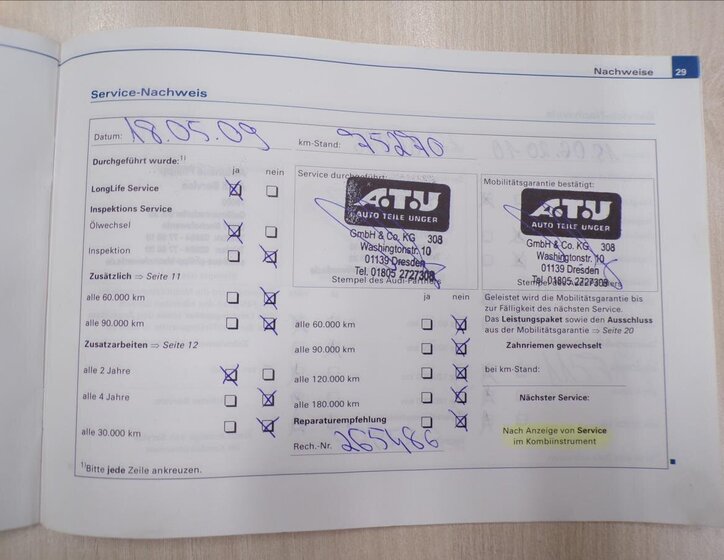 Nachweise 29
Service-Nachweis
Datum: 18.05.09
km-Stand: 75270
Durchgeführt wurde:¹⁾
ja nein
LongLife Service
Inspektions Service
Ölwechsel
Inspektion
Zusätzlich ⇒ Seite 11
alle 60.000 km
alle 90.000 km
Zusatzarbeiten ⇒ Seite 12
alle 2 Jahre
alle 4 Jahre
alle 30.000 km
¹⁾Bitte jede Zeile ankreuzen.
Service durchgeführt:
A.T.U
AUTO TEILE UNGER
GmbH & Co. KG 308
Washingtonstr. 10
01139 Dresden
Tel. 01805 2727308
Stempel des Audi-Partners
ja nein
alle 60.000 km
alle 90.000 km
alle 120.000 km
alle 180.000 km
Reparaturempfehlung
Rech.-Nr. 265486
Mobilitätsgarantie bestätigt:
A.T.U
AUTO TEILE UNGER
GmbH & Co. KG 308
Washingtonstr. 10
01139 Dresden
Tel. 01805 2727308
Stempel des Audi-Partners
Geleistet wird die Mobilitätsgarantie bis
zur Fälligkeit des nächsten Service.
Das Leistungspaket sowie den Ausschluss
aus der Mobilitätsgarantie ⇒ Seite 20
Zahnriemen gewechselt
bei km-Stand:
Nächster Service:
Nach Anzeige von Service
im Kombiinstrument